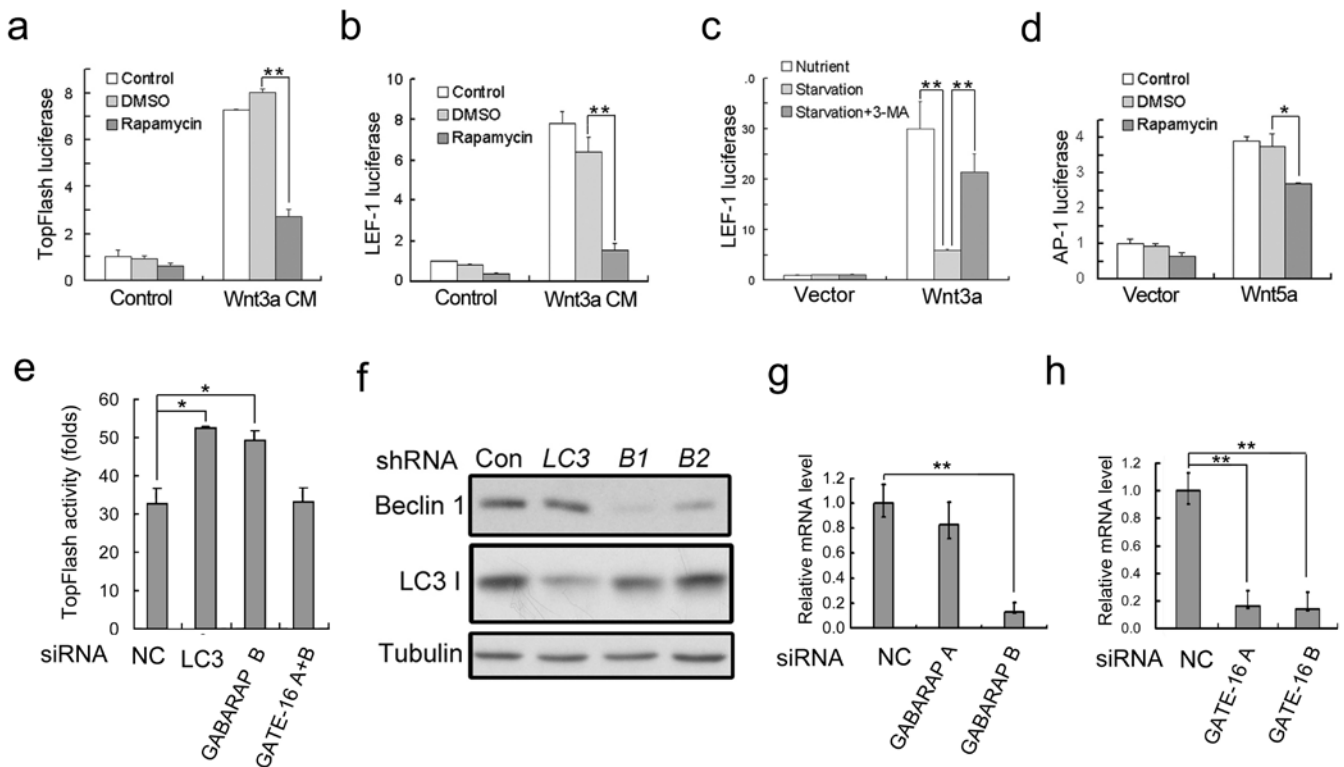 a
TopFlash luciferase
8
6
4
2
0
Control
DMSO
Rapamycin
**
Control
Wnt3a CM
b
LEF-1 luciferase
10
8
6
4
2
0
Control
DMSO
Rapamycin
**
Control
Wnt3a CM
c
LEF-1 luciferase
30
20
10
0
Nutrient
Starvation
Starvation+3-MA
** **
Vector
Wnt3a
d
AP-1 luciferase
4
3
2
1
0
Control
DMSO
Rapamycin
*
Vector
Wnt5a
e
TopFlash activity (folds)
60
50
40
30
20
10
0
*
*
siRNA
NC
LC3
GABARAP B
GATE-16 A+B
f
shRNA Con LC3 B1 B2
Beclin 1
LC3 I
Tubulin
g
Relative mRNA level
1.2
1.0
0.8
0.6
0.4
0.2
0.0
**
siRNA
NC
GABARAP A
GABARAP B
h
Relative mRNA level
1.2
1.0
0.8
0.6
0.4
0.2
0.0
**
**
siRNA
NC
GATE-16 A
GATE-16 B